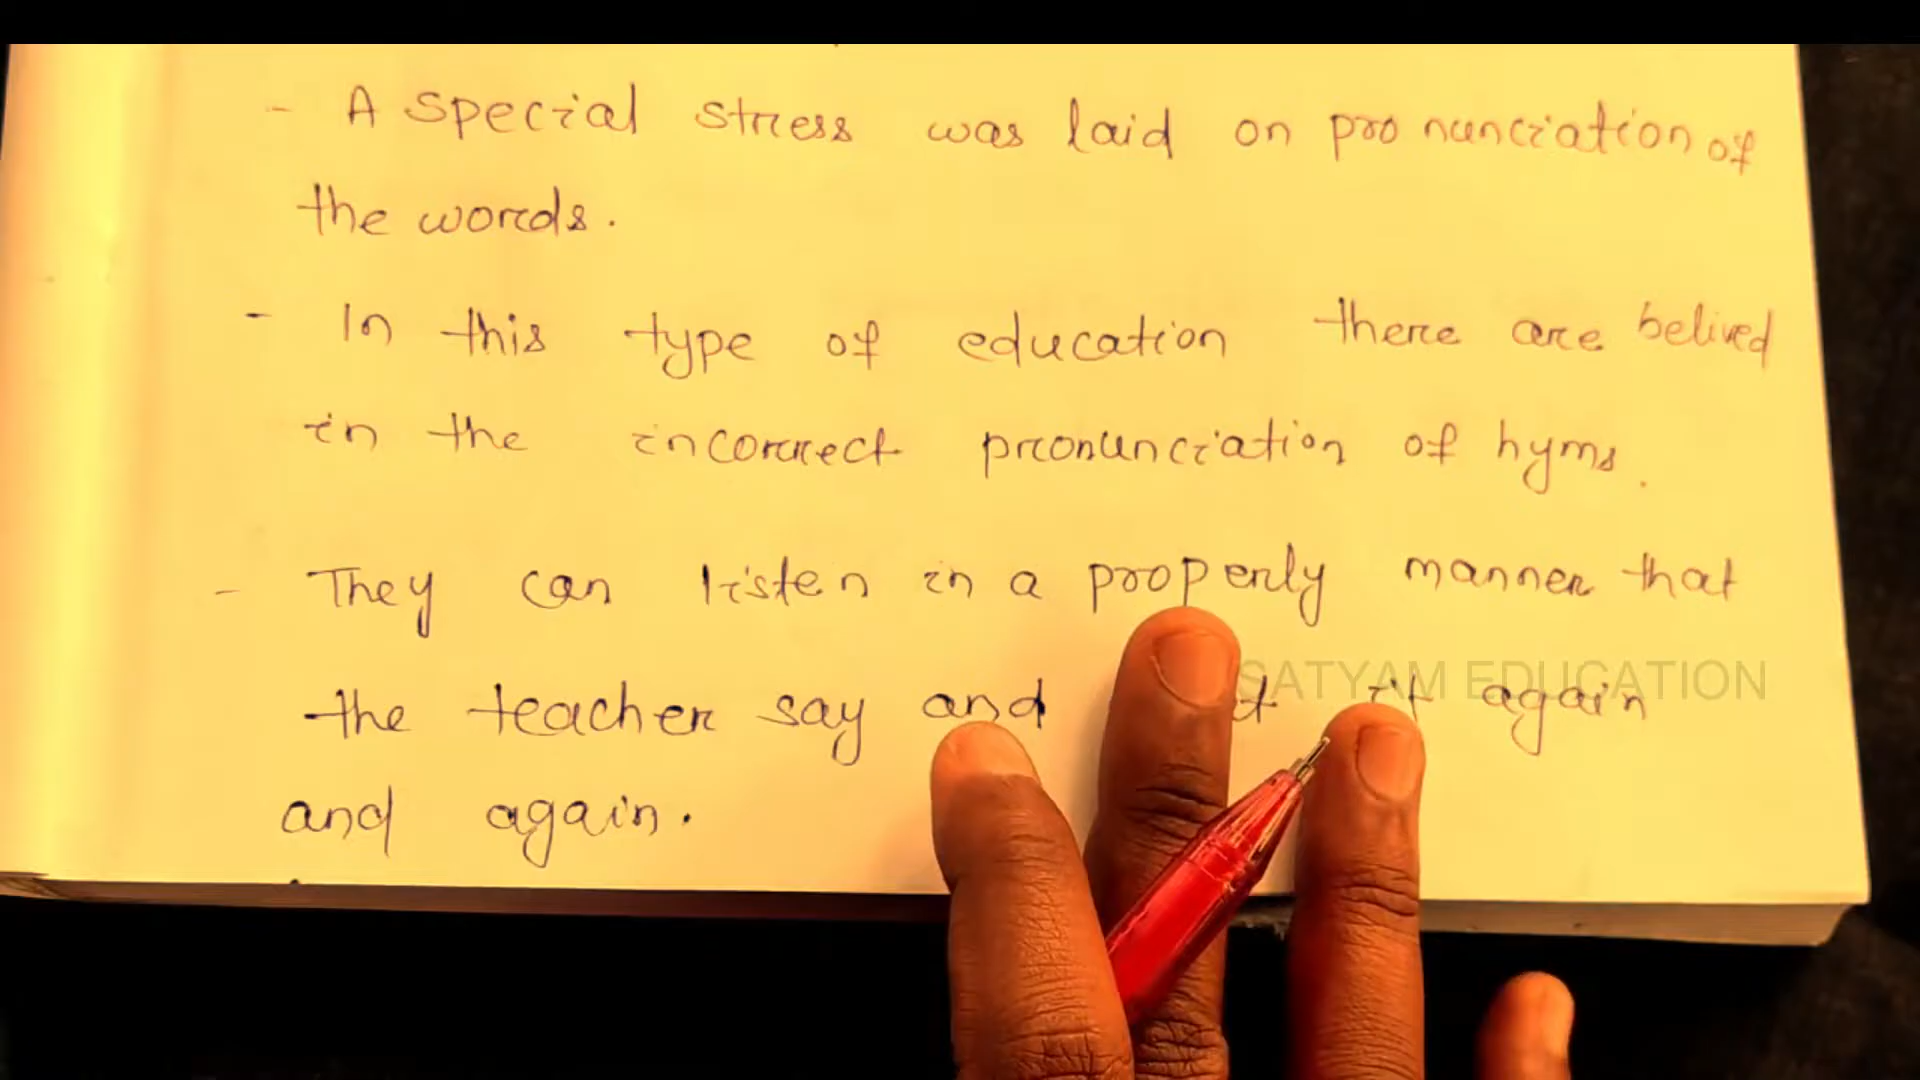 - A special stress was laid on pronunciation of
the words.
- In this type of education there are belived
in the incorrect pronunciation of hyms.
- They can listen in a properly manner that
SATYAM EDUCATION
the teacher say and it again
and again.